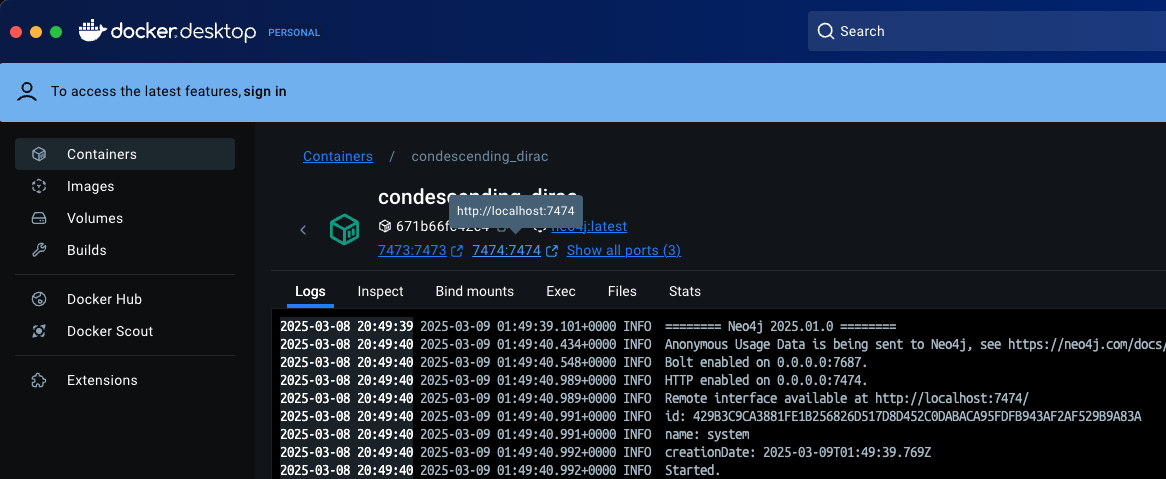 docker.desktop PERSONAL
Search
To access the latest features, sign in
Containers
Images
Volumes
Builds
Docker Hub
Docker Scout
Extensions
Containers / condescending_dirac
condescending_dirac
http://localhost:7474
neo4j:latest
7473:7473 7474:7474 Show all ports (3)
Logs Inspect Bind mounts Exec Files Stats
2025-03-08 20:49:39 2025-03-09 01:49:39.101+0000 INFO ======== Neo4j 2025.01.0 ========
2025-03-08 20:49:40 2025-03-09 01:49:40.434+0000 INFO Anonymous Usage Data is being sent to Neo4j, see https://neo4j.com/docs/
2025-03-08 20:49:40 2025-03-09 01:49:40.548+0000 INFO Bolt enabled on 0.0.0.0:7687.
2025-03-08 20:49:40 2025-03-09 01:49:40.989+0000 INFO HTTP enabled on 0.0.0.0:7474.
2025-03-08 20:49:40 2025-03-09 01:49:40.989+0000 INFO Remote interface available at http://localhost:7474/
2025-03-08 20:49:40 2025-03-09 01:49:40.991+0000 INFO id: 429B3C9CA3881FE1B256826D517D8D452C0DABACA95FDFB943AF2AF529B9A83A
2025-03-08 20:49:40 2025-03-09 01:49:40.991+0000 INFO name: system
2025-03-08 20:49:40 2025-03-09 01:49:40.992+0000 INFO creationDate: 2025-03-09T01:49:39.769Z
2025-03-08 20:49:40 2025-03-09 01:49:40.992+0000 INFO Started.